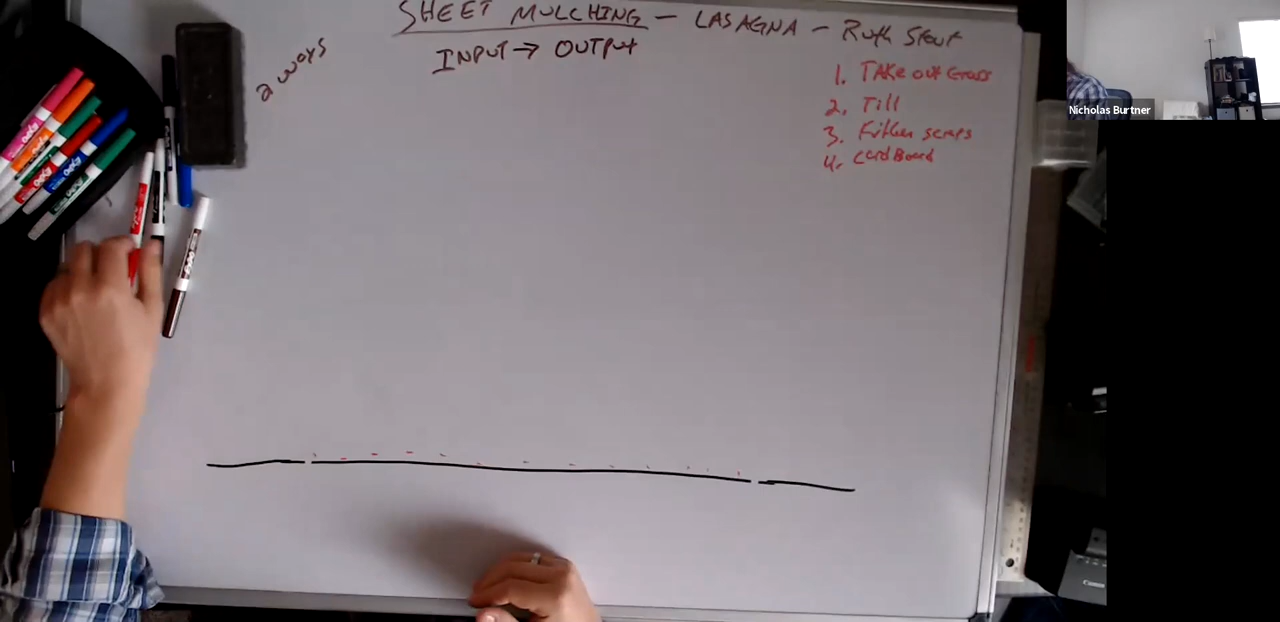 SHEET MULCHING - LASAGNA - Ruth Stout
INPUT → OUTPUT
2 ways
1. TAKE out Grass
2. Till
3. Kitchen scraps
4. CardBoard
Nicholas Burtner
Canon